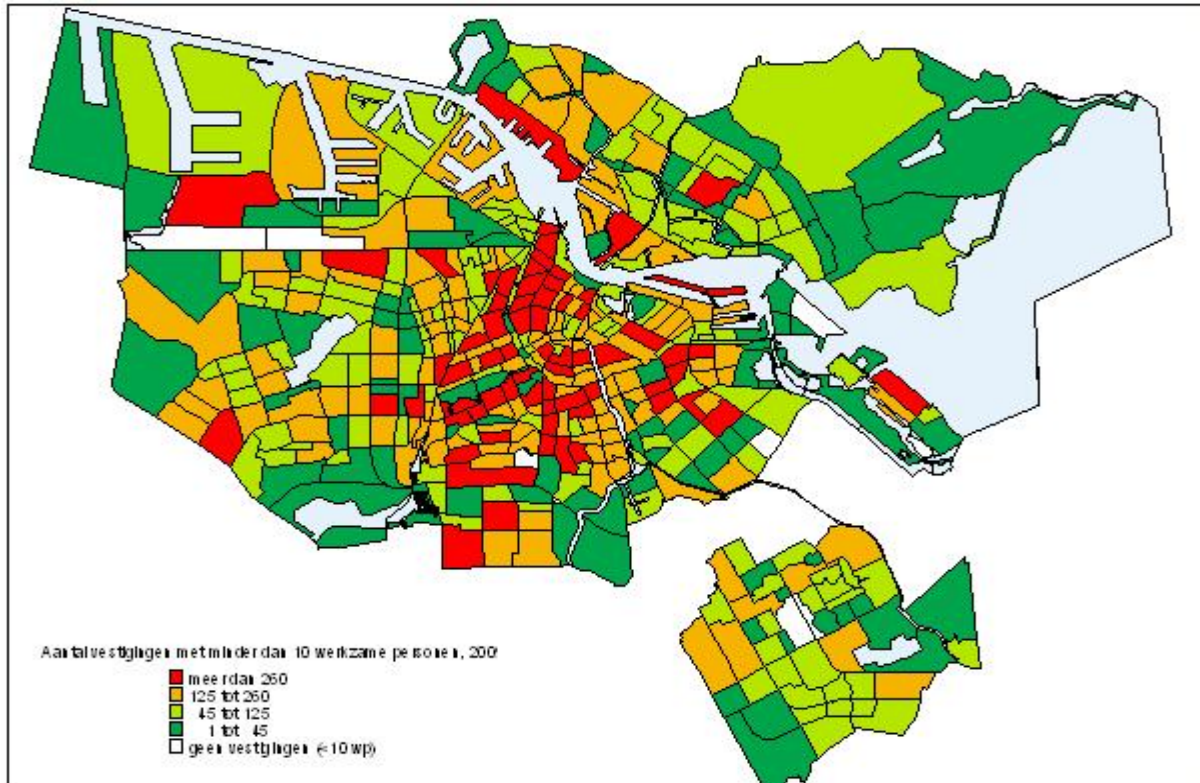 Aantal vestigingen met minder dan 10 werkzame personen, 200
meer dan 260
125 tot 260
45 tot 125
1 tot 45
geen vestigingen (<10 wp)